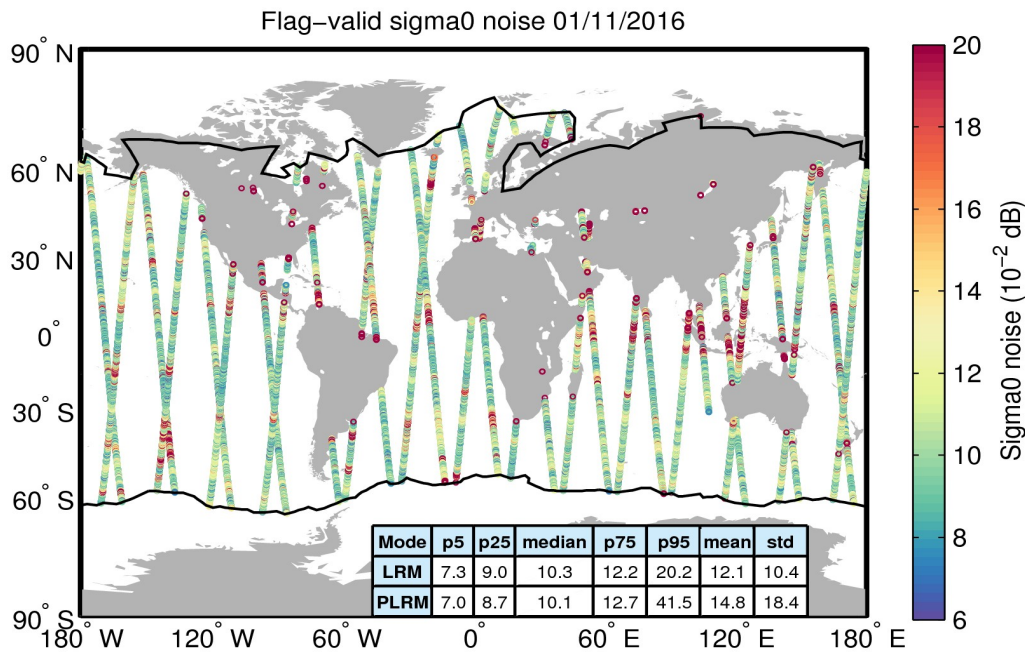 Flag−valid sigma0 noise 01/11/2016
90° N
60° N
30° N
0°
30° S
60° S
90° S
180° W
120° W
60° W
0°
60° E
120° E
180° E
Mode p5 p25 median p75 p95 mean std
LRM 7.3 9.0 10.3 12.2 20.2 12.1 10.4
PLRM 7.0 8.7 10.1 12.7 41.5 14.8 18.4
20
18
16
14
12
10
8
6
Sigma0 noise (10⁻² dB)